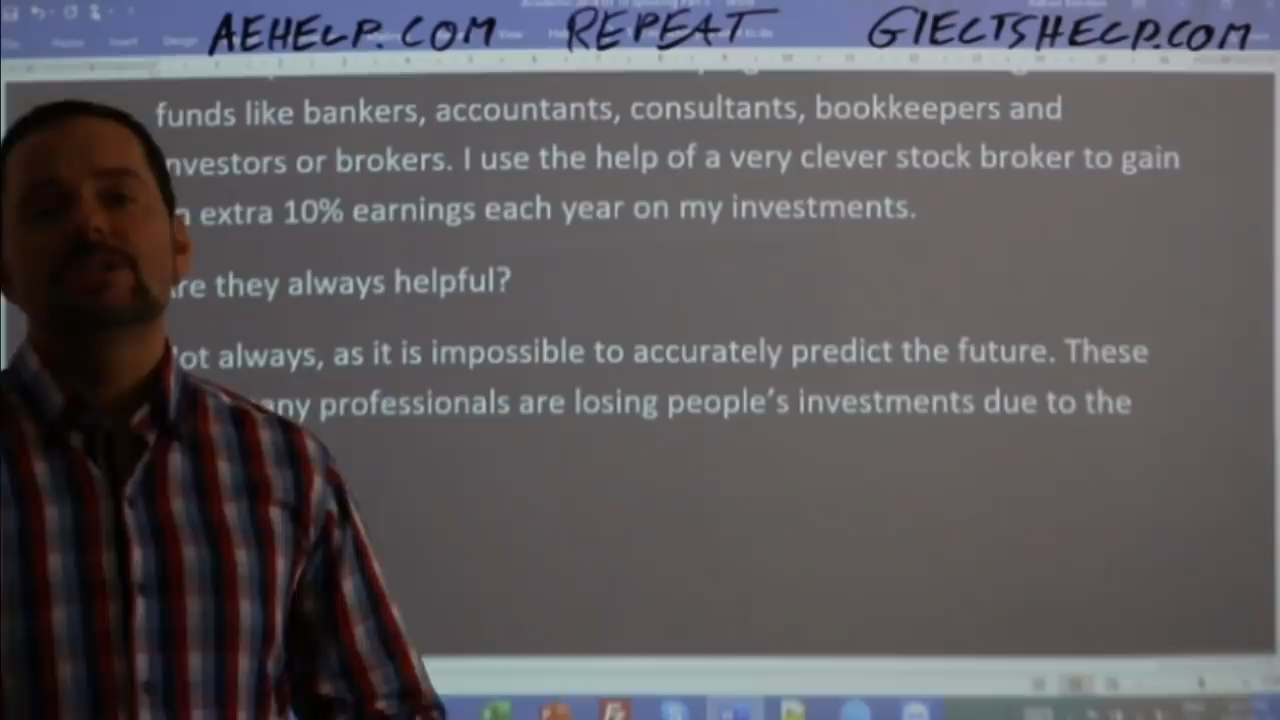 AEHELP.COM REPEAT GIELTSHELP.COM
funds like bankers, accountants, consultants, bookkeepers and
nvestors or brokers. I use the help of a very clever stock broker to gain
n extra 10% earnings each year on my investments.
re they always helpful?
ot always, as it is impossible to accurately predict the future. These
any professionals are losing people's investments due to the